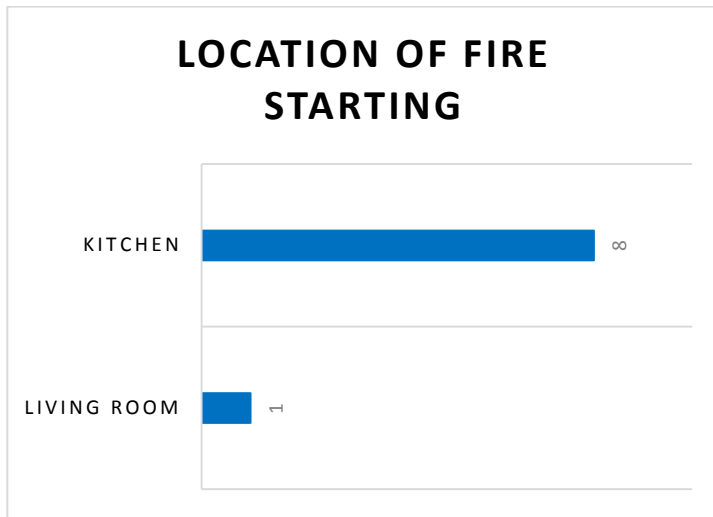 LOCATION OF FIRE
STARTING
KITCHEN
8
LIVING ROOM
1